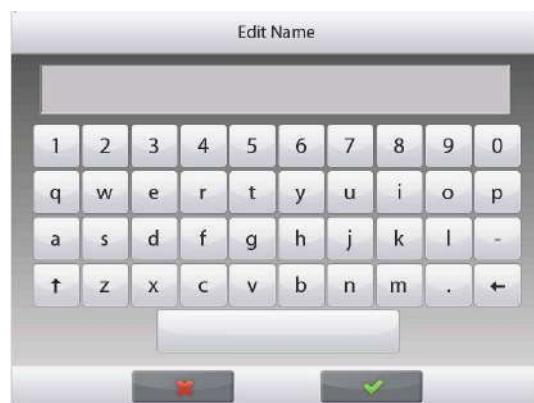 Edit Name
1 2 3 4 5 6 7 8 9 0
q w e r t y u i o p
a s d f g h j k l -
↑ z x c v b n m . ←